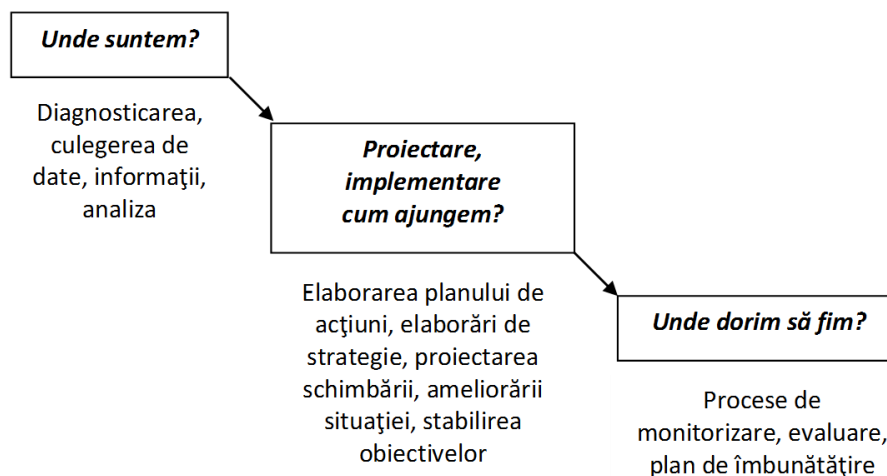 Unde suntem?
Diagnosticarea,
culegerea de
date, informaţii,
analiza
Proiectare,
implementare
cum ajungem?
Elaborarea planului de
acţiuni, elaborări de
strategie, proiectarea
schimbării, ameliorării
situaţiei, stabilirea
obiectivelor
Unde dorim să fim?
Procese de
monitorizare, evaluare,
plan de îmbunătăţire